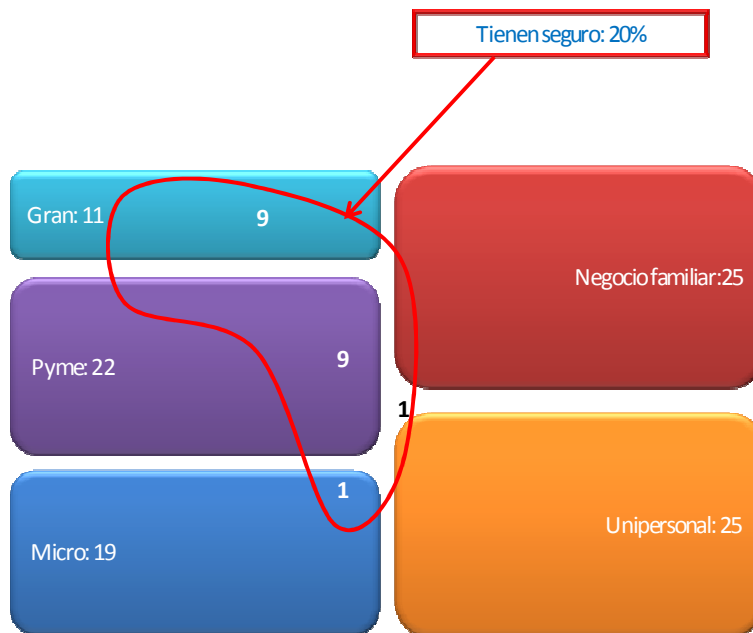 Tienen seguro: 20%
Gran: 11
9
Negocio familiar:25
Pyme: 22
9
1
1
Micro: 19
Unipersonal: 25